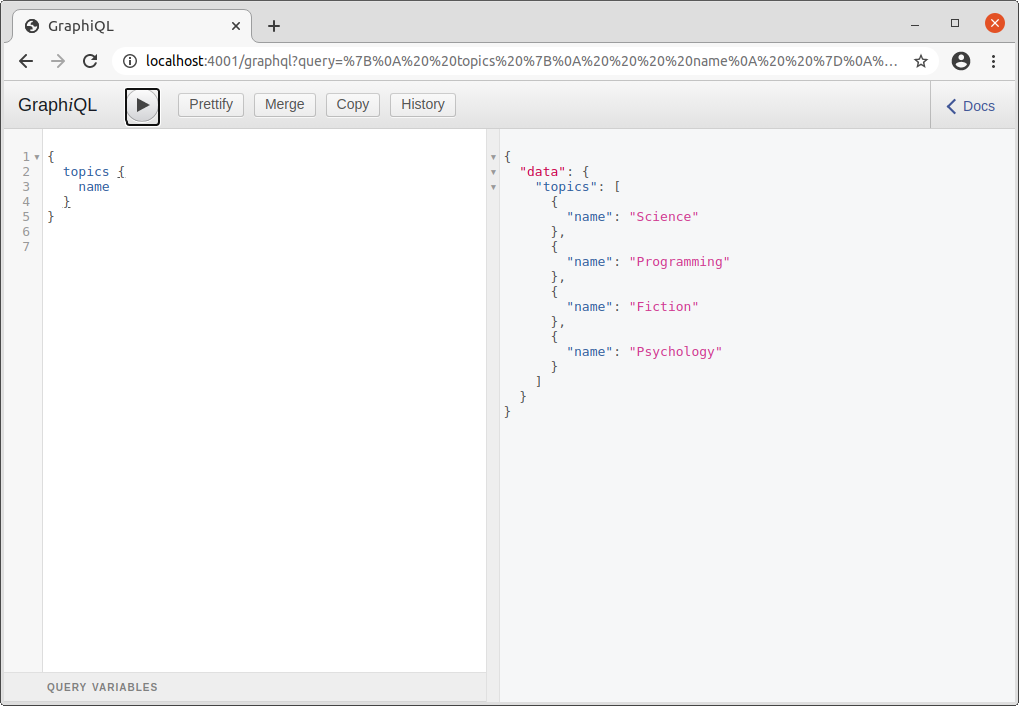 GraphiQL
localhost:4001/graphql?query=%7B%0A%20%20topics%20%7B%0A%20%20%20%20name%0A%20%20%7D%0A%...
GraphiQL
Prettify
Merge
Copy
History
Docs
1 {
2   topics {
3     name
4   }
5 }
6
7
{
  "data": {
    "topics": [
      {
        "name": "Science"
      },
      {
        "name": "Programming"
      },
      {
        "name": "Fiction"
      },
      {
        "name": "Psychology"
      }
    ]
  }
}
QUERY VARIABLES